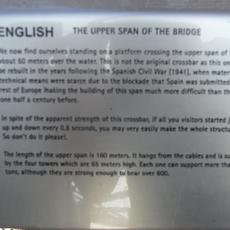 ENGLISH THE UPPER SPAN OF THE BRIDGE
We now find ourselves standing on a platform crossing the upper span of
about 50 meters over the water. This is not the original crossbar as this on
be rebuilt in the years following the Spanish Civil War (1941), when mater
technical means were scarce due to the blockade that Spain was submitted
rest of Europe making the building of this span much more difficult than the
one half a century before.
In spite of the apparent strength of this crossbar, if all you visitors started j
up and down every 0,8 seconds, you may very easily make the whole structu
So don't do it please!
The length of the upper span is 160 meters. It hangs from the cables and is su
by the four towers which are 65 meters high. Each one can support more tha
tons, although they are strong enough to bear over 800.